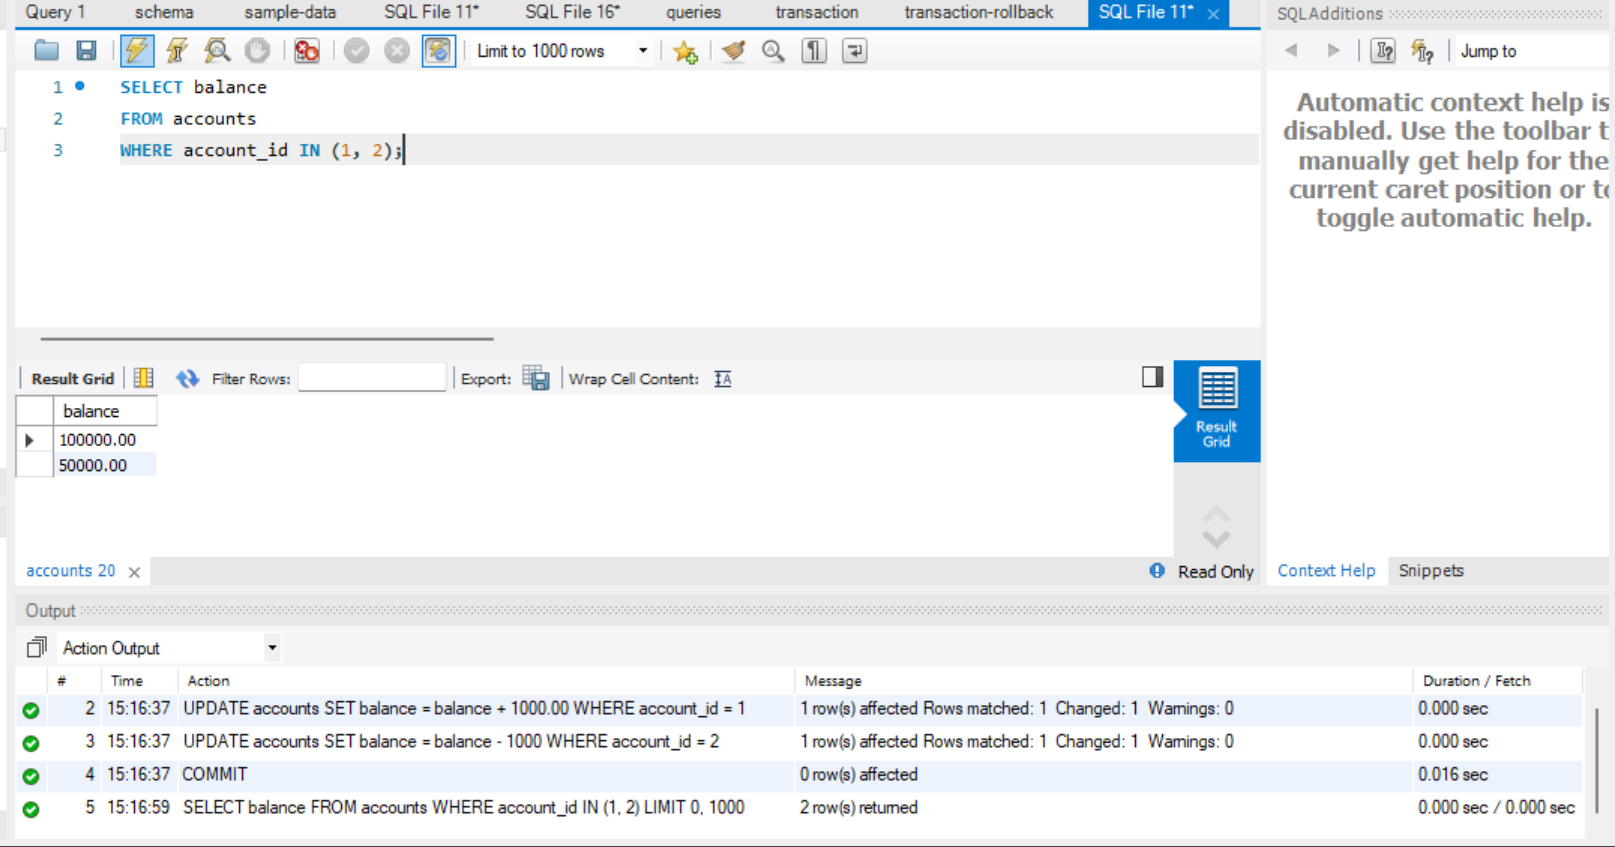 Query 1 schema sample-data SQL File 11* SQL File 16* queries transaction transaction-rollback SQL File 11* SQLAdditions
Limit to 1000 rows Jump to
1 SELECT balance
2 FROM accounts
3 WHERE account_id IN (1, 2);
Automatic context help is
disabled. Use the toolbar t
manually get help for the
current caret position or to
toggle automatic help.
Result Grid Filter Rows: Export: Wrap Cell Content:
balance
100000.00
50000.00
Result
Grid
accounts 20 Read Only Context Help Snippets
Output
Action Output
# Time Action Message Duration / Fetch
2 15:16:37 UPDATE accounts SET balance = balance + 1000.00 WHERE account_id = 1 1 row(s) affected Rows matched: 1 Changed: 1 Warnings: 0 0.000 sec
3 15:16:37 UPDATE accounts SET balance = balance - 1000 WHERE account_id = 2 1 row(s) affected Rows matched: 1 Changed: 1 Warnings: 0 0.000 sec
4 15:16:37 COMMIT 0 row(s) affected 0.016 sec
5 15:16:59 SELECT balance FROM accounts WHERE account_id IN (1, 2) LIMIT 0, 1000 2 row(s) returned 0.000 sec / 0.000 sec